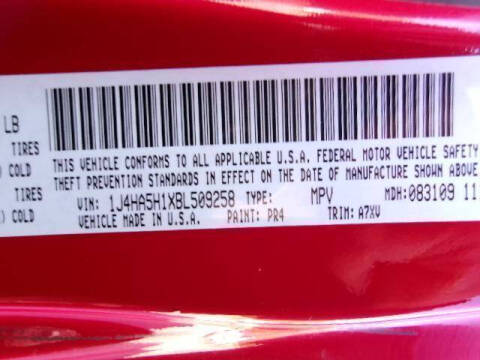 LB
TIRES
COLD
TIRES
COLD
THIS VEHICLE CONFORMS TO ALL APPLICABLE U.S.A. FEDERAL MOTOR VEHICLE SAFETY
THEFT PREVENTION STANDARDS IN EFFECT ON THE DATE OF MANUFACTURE SHOWN
VIN: 1J4HA5H1XBL509258 TYPE: MPV MDH: 083109 11
VEHICLE MADE IN U.S.A. PAINT: PR4 TRIM: A7XV